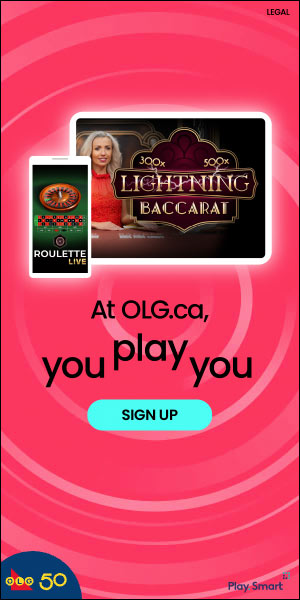 LEGAL
300x 500x
LIGHTNING
BACCARAT
ROULETTE
LIVE
At OLG.ca,
you play you
SIGN UP
OLG 50
Play Smart